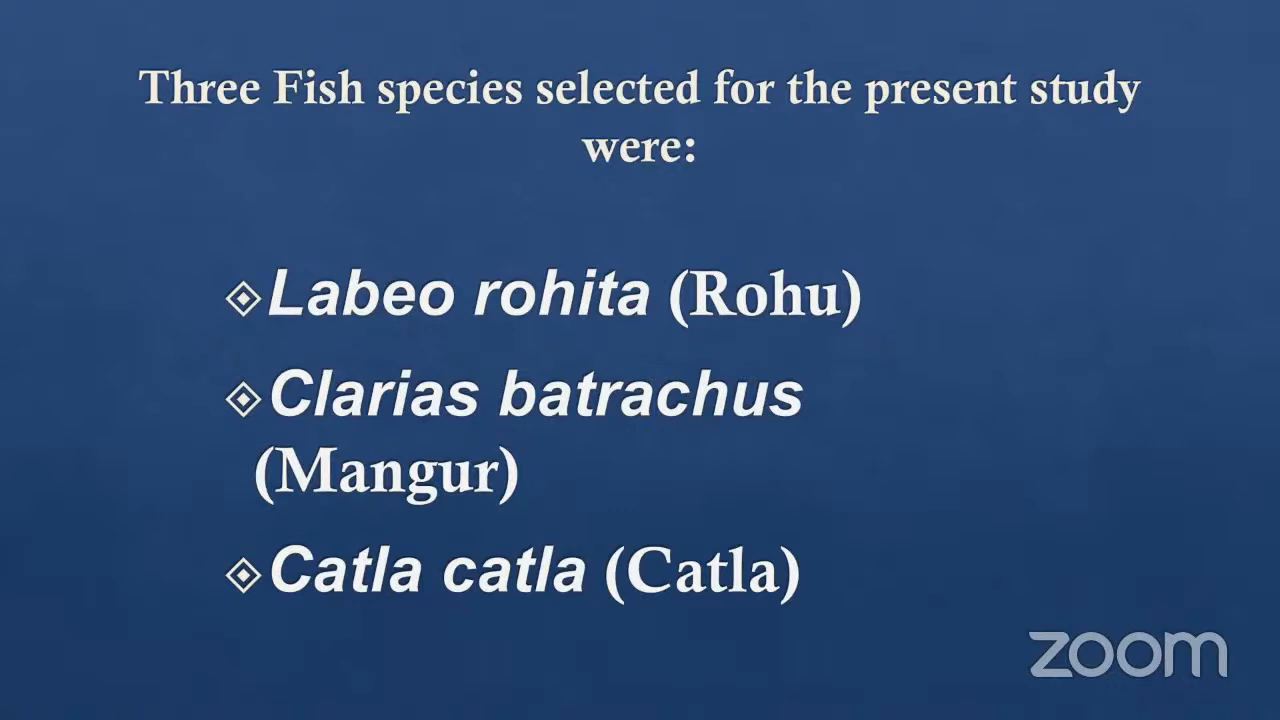 Three Fish species selected for the present study
were:
Labeo rohita (Rohu)
Clarias batrachus
(Mangur)
Catla catla (Catla)
zoom